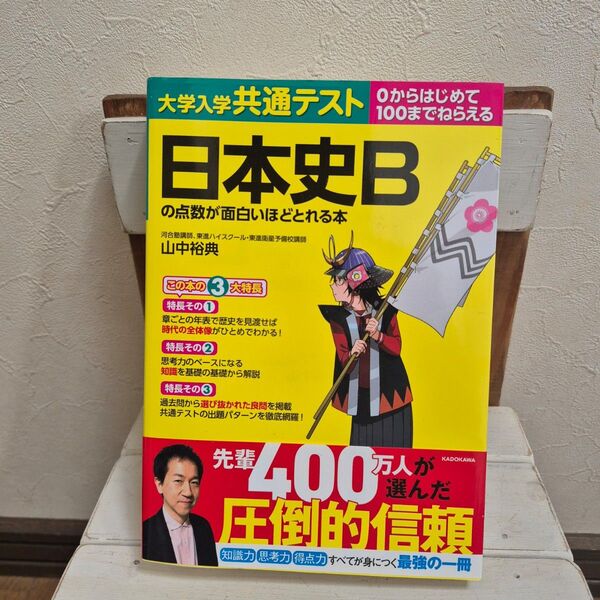 大学入学共通テスト
0からはじめて
100までねらえる
日本史B
の点数が面白いほどとれる本
河合塾講師、東進ハイスクール・東進衛星予備校講師
山中裕典
この本の3大特長
特長その1
章ごとの年表で歴史を見渡せば
時代の全体像がひとめでわかる!
特長その2
思考力のベースになる
知識を基礎の基礎から解説
特長その3
過去問から選び抜かれた良問を掲載
共通テストの出題パターンを徹底網羅!
KADOKAWA
先輩400万人が
選んだ
圧倒的信頼
知識力 思考力 得点力 すべてが身につく最強の一冊